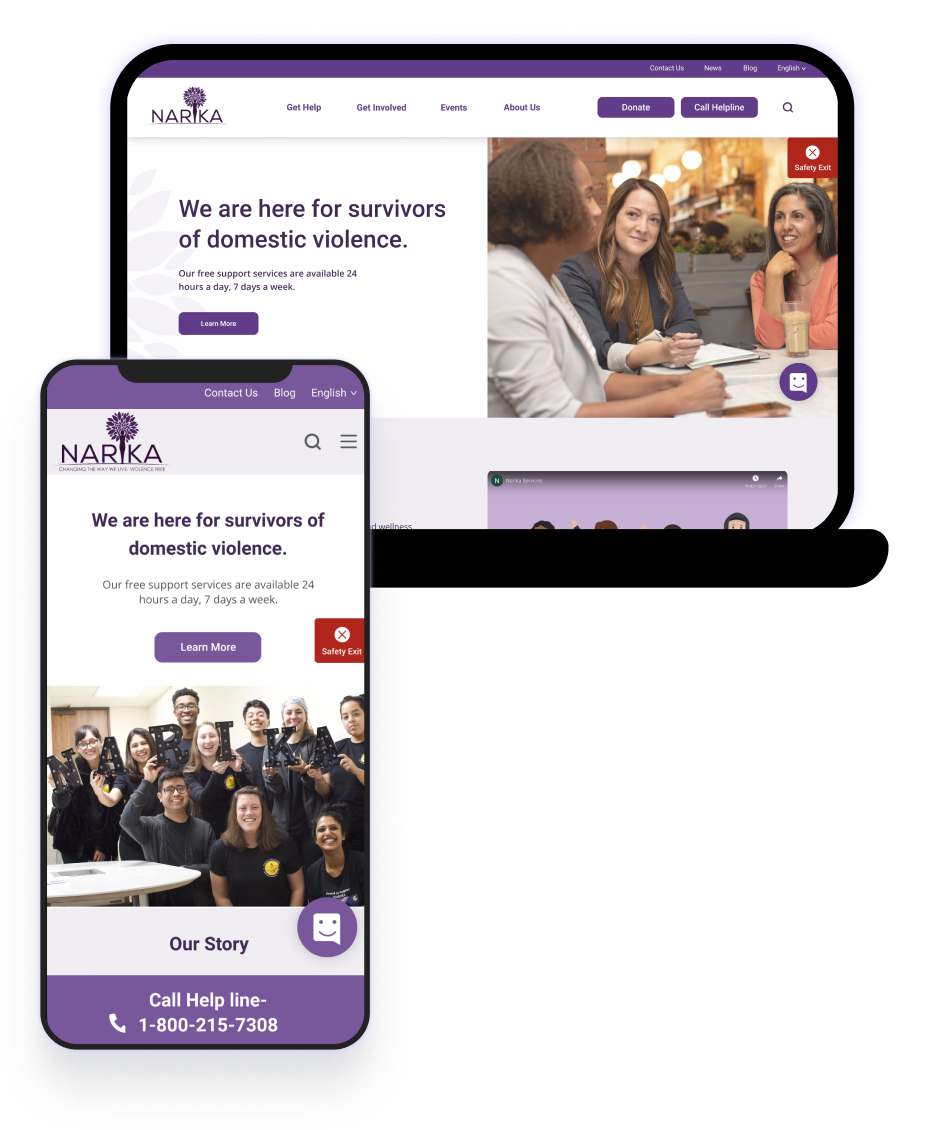 Contact Us News Blog English
NARIKA
Get Help Get Involved Events About Us Donate Call Helpline
Safety Exit
We are here for survivors
of domestic violence.
Our free support services are available 24
hours a day, 7 days a week.
Learn More
N Narika Services
Share
nd wellness.
Contact Us Blog English
NARIKA
CHANGING THE WAY WE LIVE- VIOLENCE FREE
We are here for survivors of
domestic violence.
Our free support services are available 24
hours a day, 7 days a week.
Learn More
Safety Exit
NARIKA
Our Story
Call Help line-
1-800-215-7308